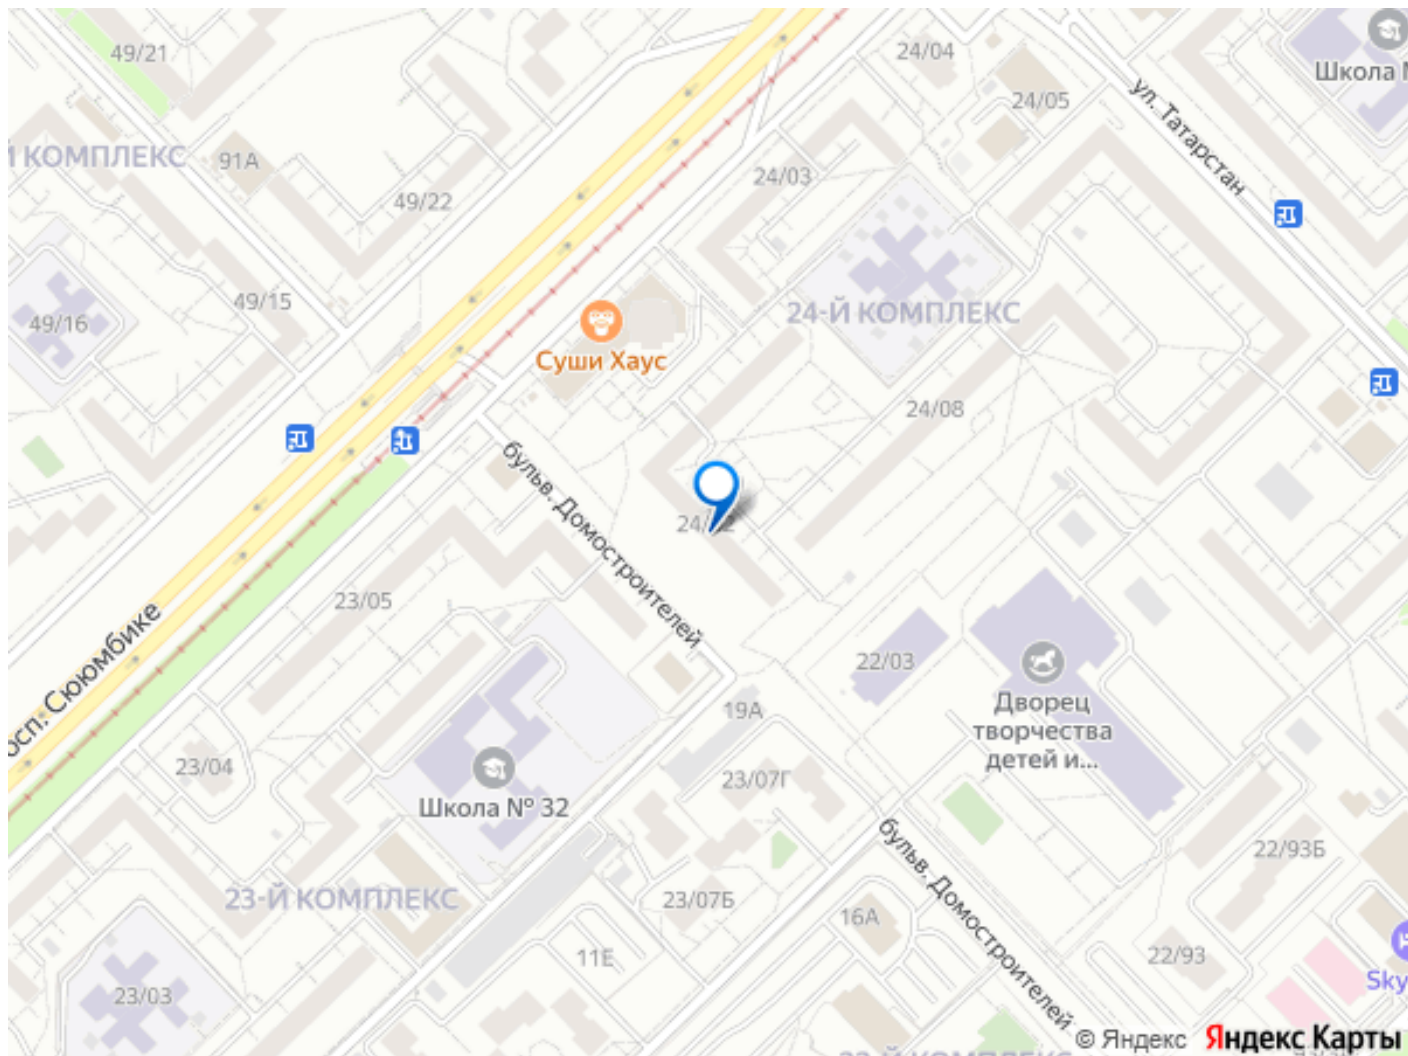 49/21
24/04
Школа
24/05
ул. Татарстан
КОМПЛЕКС
91А
24/03
49/22
49/15
24-Й КОМПЛЕКС
49/16
Суши Хаус
24/08
бульв. Домостроителей
23/05
просп. Сююмбике
22/03
Дворец
творчества
детей и...
19А
23/04
23/07Г
Школа № 32
22/93Б
23-Й КОМПЛЕКС
23/07Б
16А
бульв. Домостроителей
11Е
22/93
23/03
Sky
© Яндекс Яндекс Карты